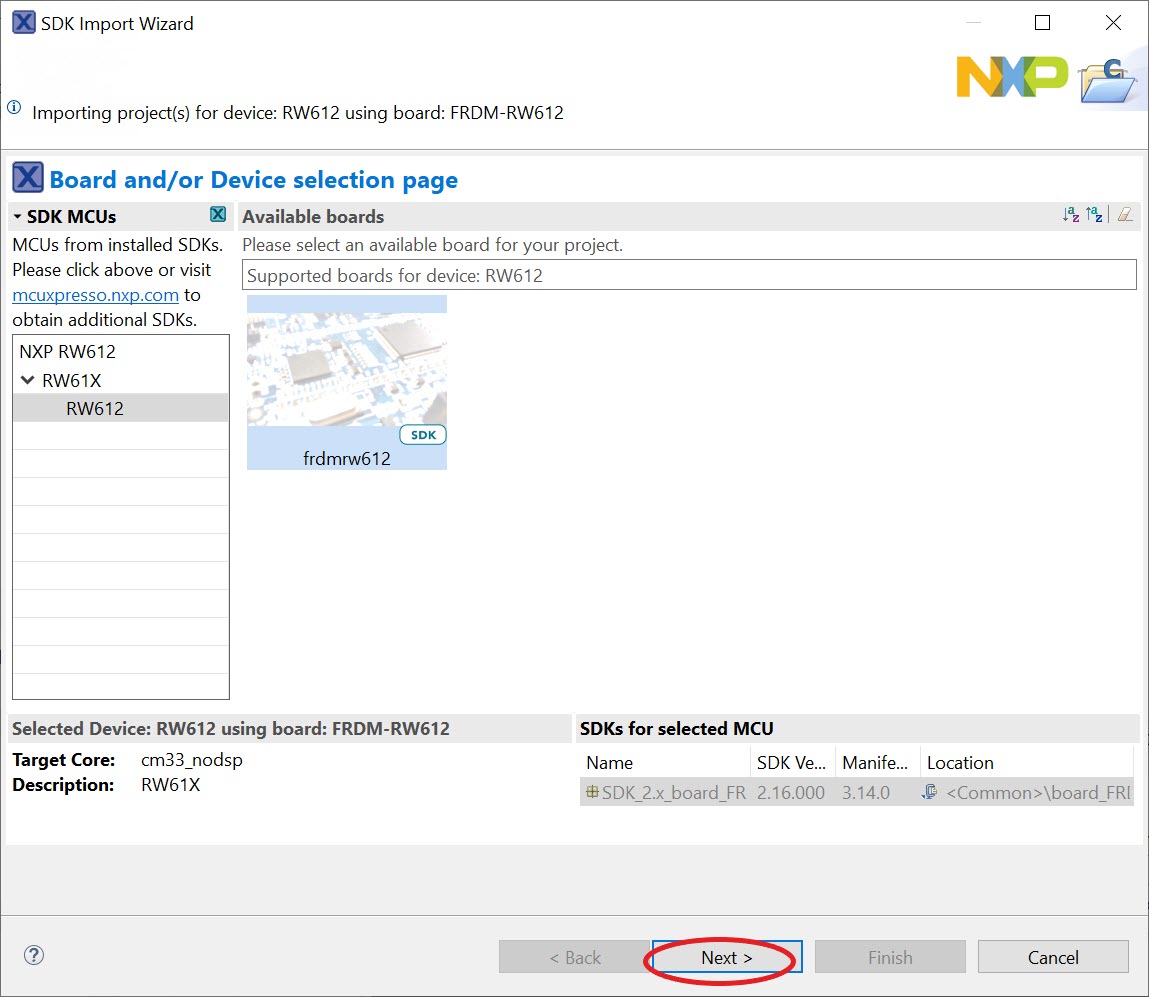 SDK Import Wizard
NXP
C
Importing project(s) for device: RW612 using board: FRDM-RW612
Board and/or Device selection page
SDK MCUs
MCUs from installed SDKs.
Please click above or visit
mcuxpresso.nxp.com to
obtain additional SDKs.
NXP RW612
RW61X
RW612
Available boards
Please select an available board for your project.
Supported boards for device: RW612
SDK
frdmrw612
Selected Device: RW612 using board: FRDM-RW612
Target Core: cm33_nodsp
Description: RW61X
SDKs for selected MCU
Name SDK Ve... Manife... Location
SDK_2.x_board_FR 2.16.000 3.14.0 <Common>\board_FRI
? < Back Next > Finish Cancel